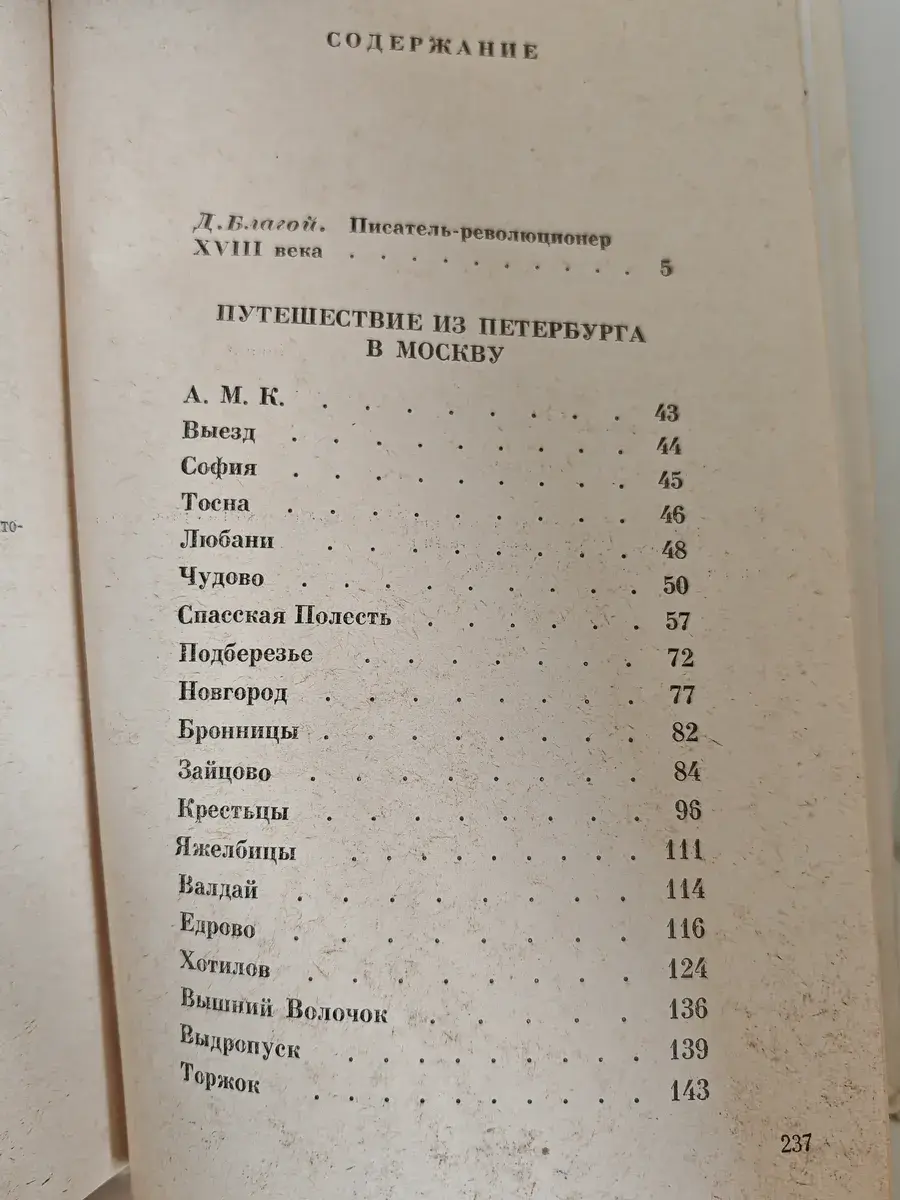 СОДЕРЖАНИЕ
Д. Благой. Писатель-революционер
XVIII века . . . . . . . . . . 5
ПУТЕШЕСТВИЕ ИЗ ПЕТЕРБУРГА
В МОСКВУ
А. М. К. . . . . . . . . 43
Выезд . . . . . . . . . 44
София . . . . . . . . . 45
Тосна . . . . . . . . . 46
то-
Любани . . . . . . . . 48
Чудово . . . . . . . . . 50
Спасская Полесть . . . . . . 57
Подберезье . . . . . . . 72
Новгород . . . . . . . . 77
Бронницы . . . . . . . . 82
Зайцово . . . . . . . . 84
Крестьцы . . . . . . . . 96
Яжелбицы . . . . . . . . 111
Валдай . . . . . . . . 114
Едрово . . . . . . . . 116
Хотилов . . . . . . . . 124
Вышний Волочок . . . . . 136
Выдропуск . . . . . . . . 139
Торжок . . . . . . . . 143
237